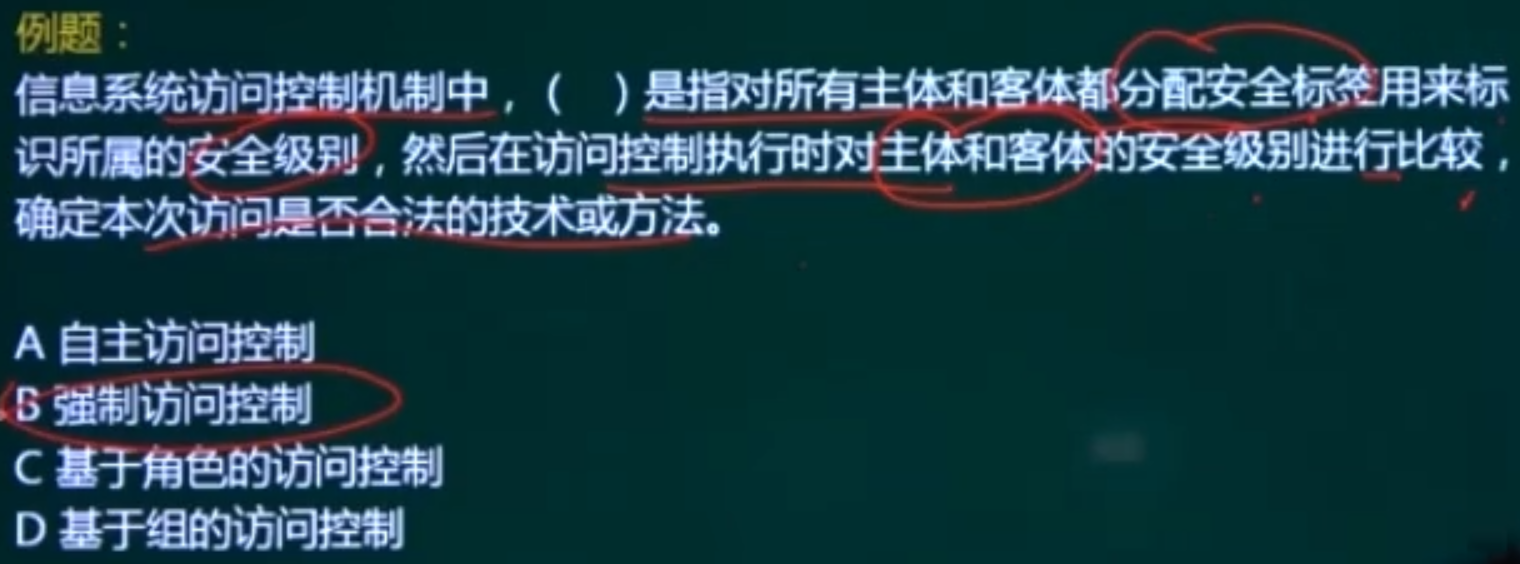 例题：
信息系统访问控制机制中，（ ）是指对所有主体和客体都分配安全标签用来标
识所属的安全级别，然后在访问控制执行时对主体和客体的安全级别进行比较，
确定本次访问是否合法的技术或方法。
A 自主访问控制
B 强制访问控制
C 基于角色的访问控制
D 基于组的访问控制